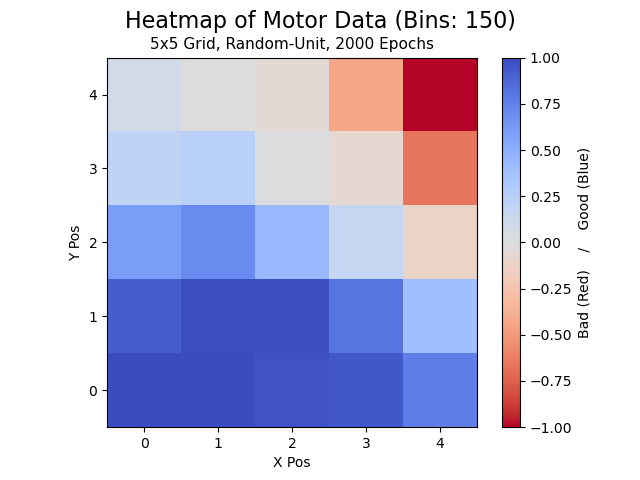 Heatmap of Motor Data (Bins: 150)
5x5 Grid, Random-Unit, 2000 Epochs
4
3
2
1
0
Y Pos
0 1 2 3 4
X Pos
1.00
0.75
0.50
0.25
0.00
−0.25
−0.50
−0.75
−1.00
Bad (Red) / Good (Blue)